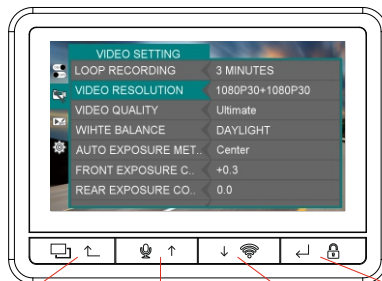 VIDEO SETTING
LOOP RECORDING 3 MINUTES
VIDEO RESOLUTION 1080P30+1080P30
VIDEO QUALITY Ultimate
WIHTE BALANCE DAYLIGHT
AUTO EXPOSURE MET.. Center
FRONT EXPOSURE C.. +0.3
REAR EXPOSURE CO.. 0.0